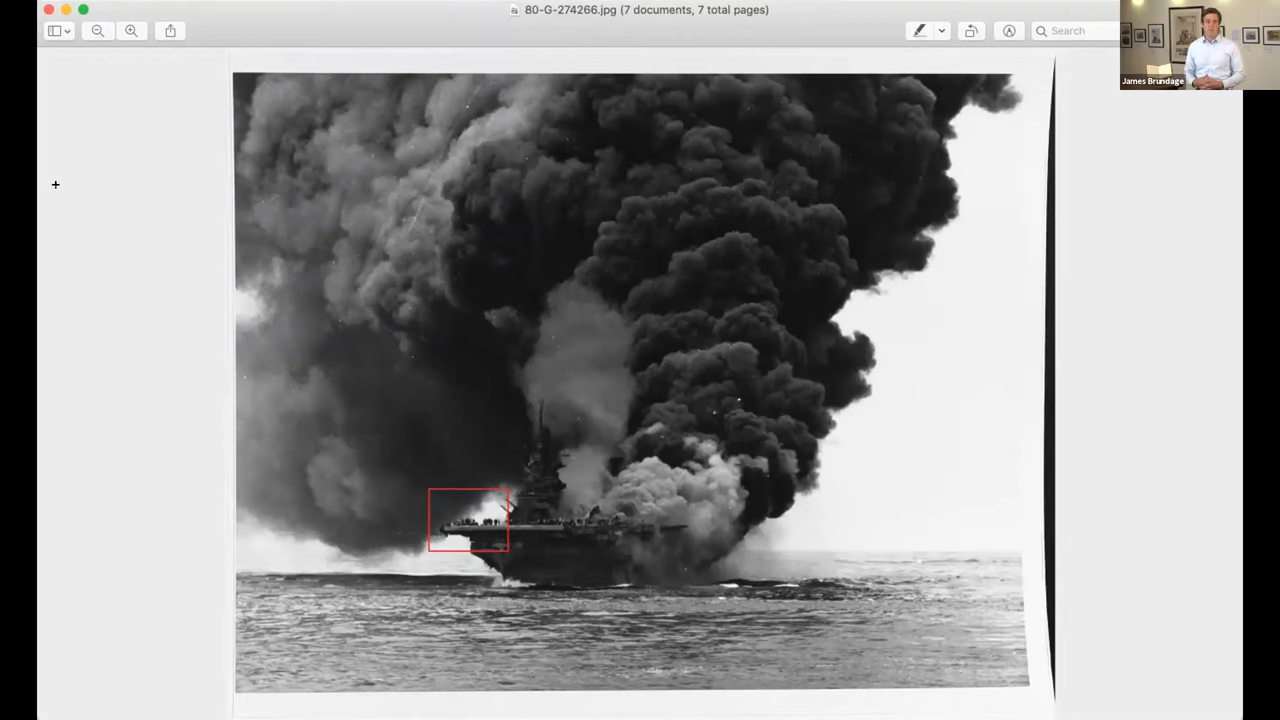 80-G-274266.jpg (7 documents, 7 total pages)
Search
James Brundage